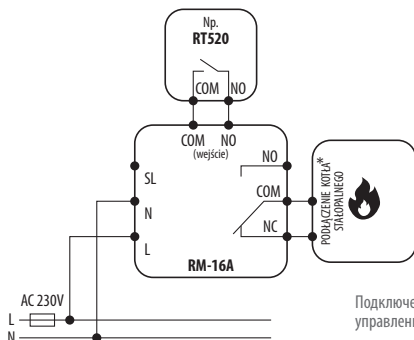 Np.
RT520
COM NO
COM NO
(wejście)
SL
N
L
NO
COM
NC
RM-16A
PODŁĄCZENIE KOTŁA*
STAŁOPALNEGO
AC 230V
L
N
управлени